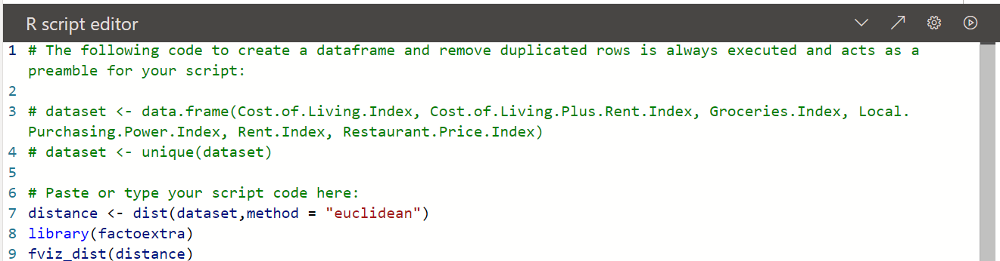 R script editor
1 # The following code to create a dataframe and remove duplicated rows is always executed and acts as a
preamble for your script:
2
3 # dataset <- data.frame(Cost.of.Living.Index, Cost.of.Living.Plus.Rent.Index, Groceries.Index, Local.
Purchasing.Power.Index, Rent.Index, Restaurant.Price.Index)
4 # dataset <- unique(dataset)
5
6 # Paste or type your script code here:
7 distance <- dist(dataset,method = "euclidean")
8 library(factoextra)
9 fviz_dist(distance)